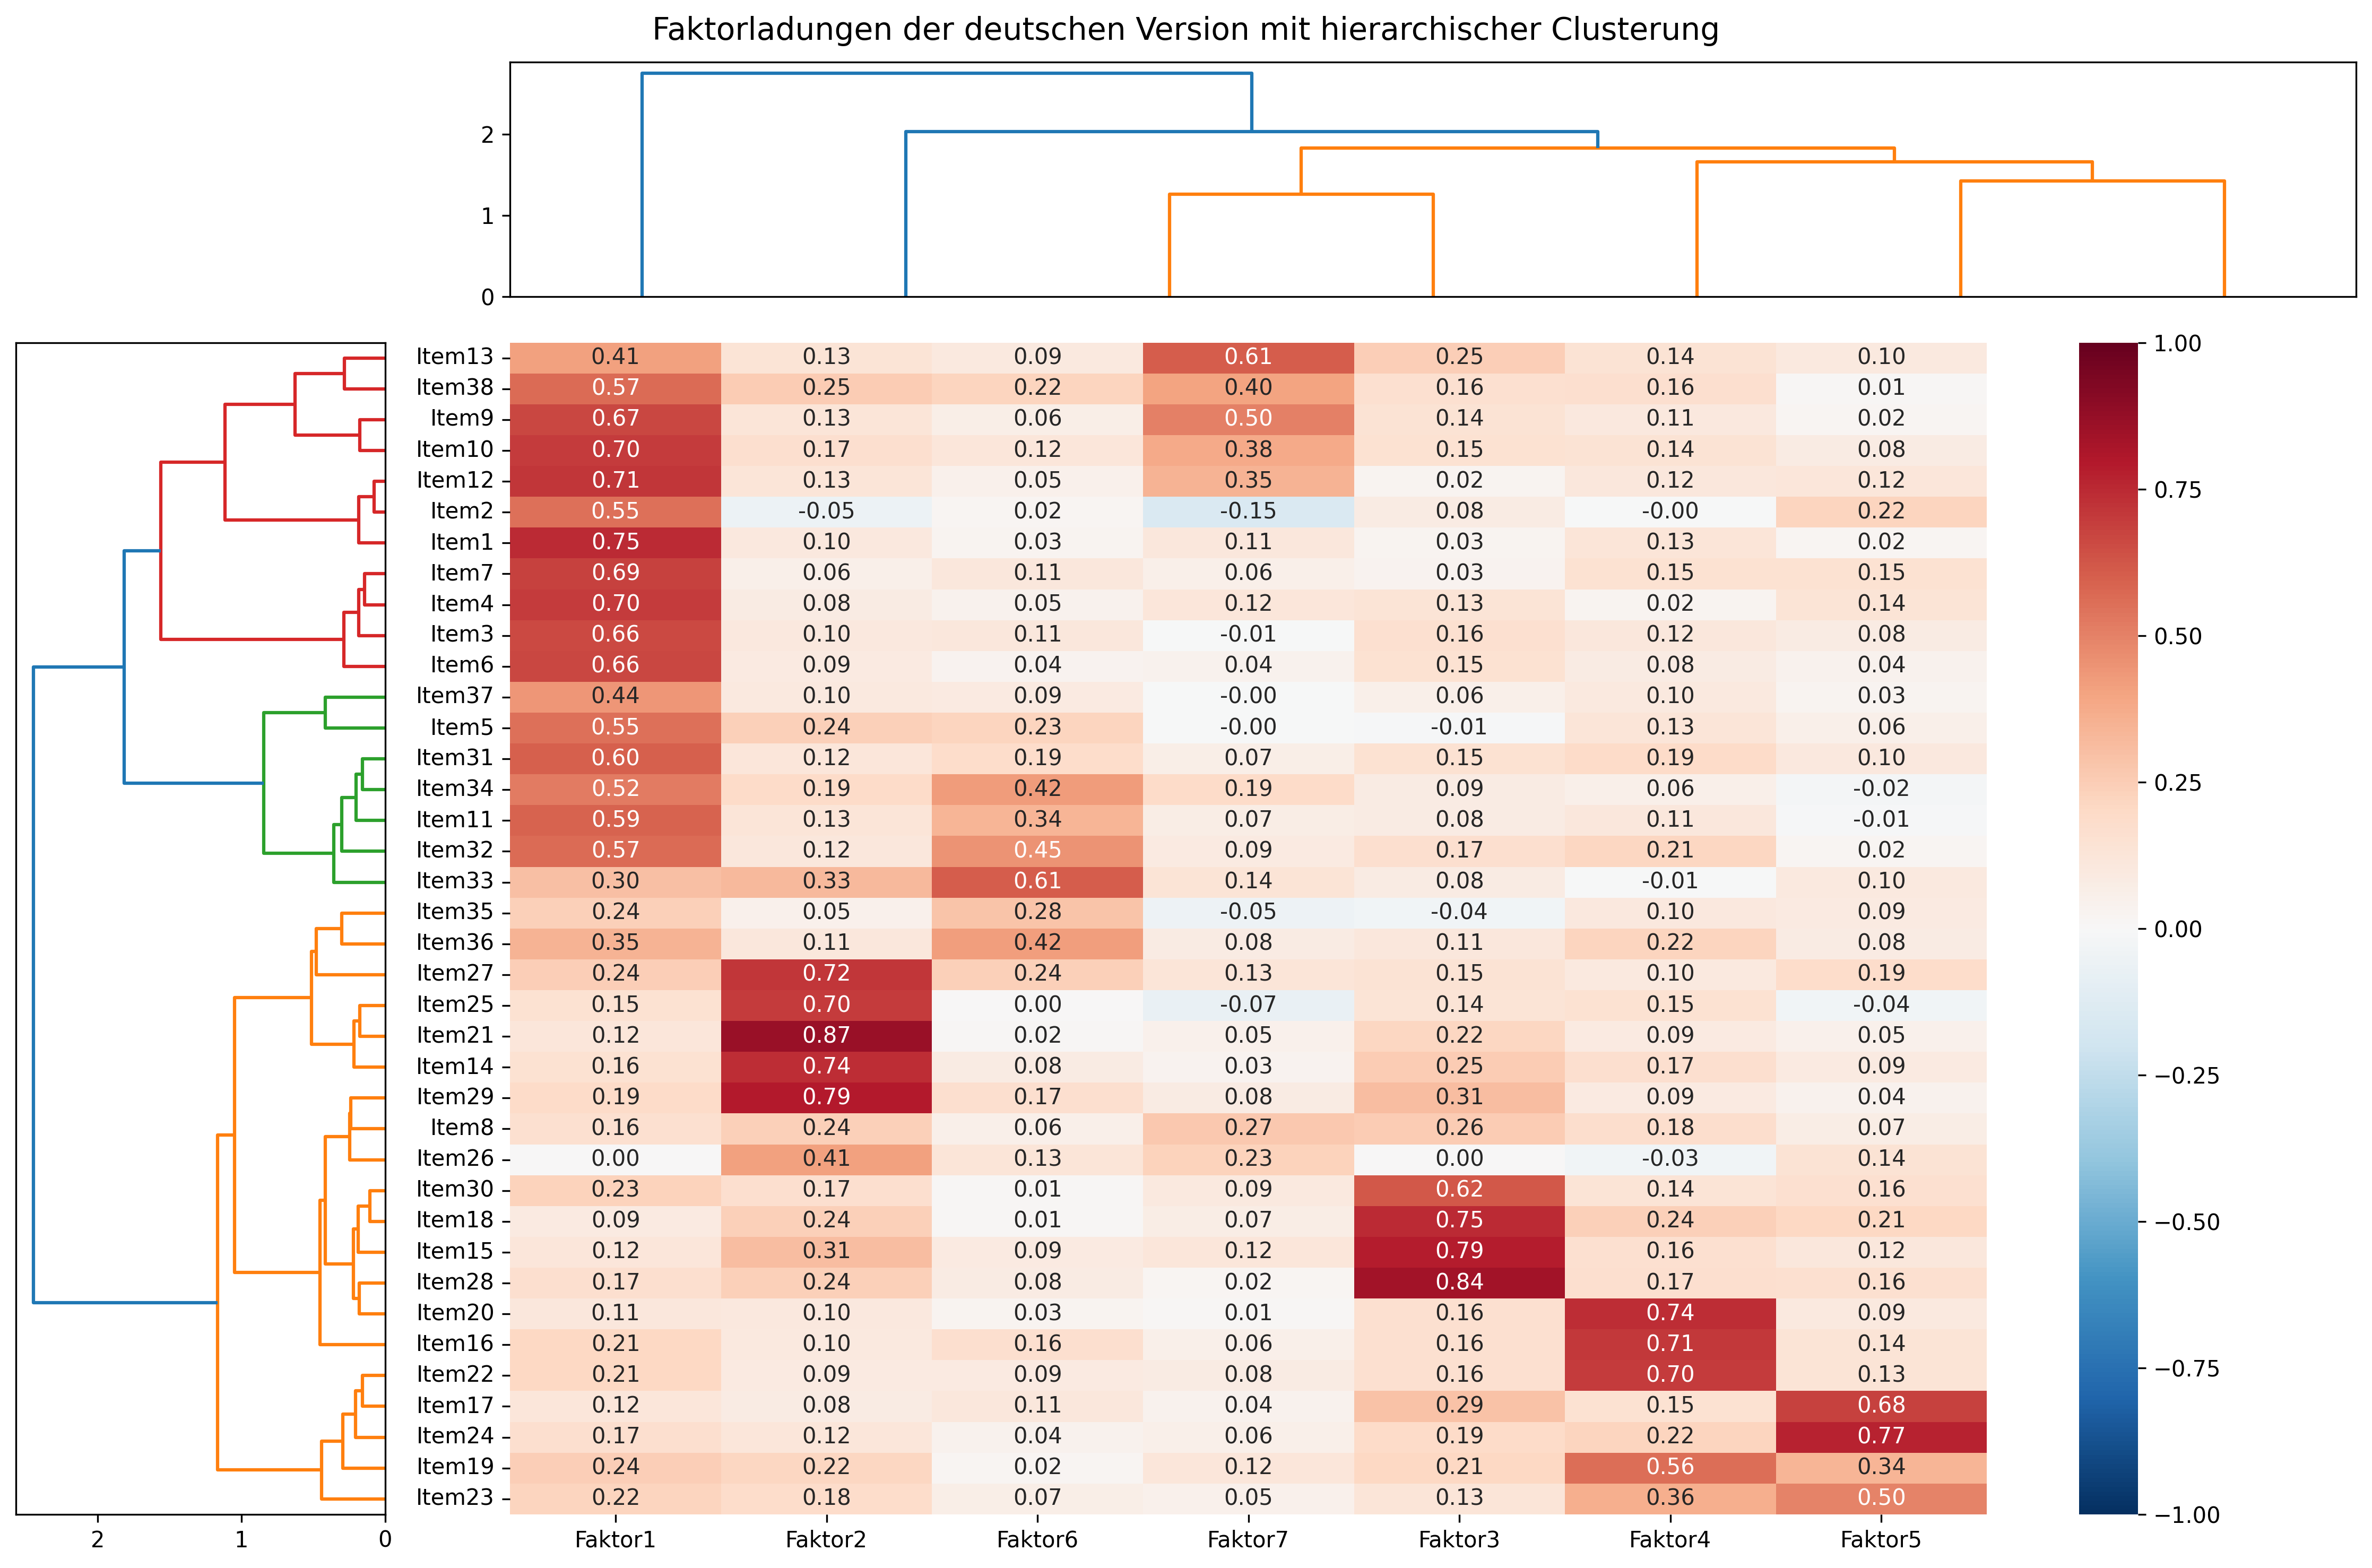 Faktorladungen der deutschen Version mit hierarchischer Clusterung
2
1
0
Item13 0.41 0.13 0.09 0.61 0.25 0.14 0.10
Item38 0.57 0.25 0.22 0.40 0.16 0.16 0.01
Item9 0.67 0.13 0.06 0.50 0.14 0.11 0.02
Item10 0.70 0.17 0.12 0.38 0.15 0.14 0.08
Item12 0.71 0.13 0.05 0.35 0.02 0.12 0.12
Item2 0.55 -0.05 0.02 -0.15 0.08 -0.00 0.22
Item1 0.75 0.10 0.03 0.11 0.03 0.13 0.02
Item7 0.69 0.06 0.11 0.06 0.03 0.15 0.15
Item4 0.70 0.08 0.05 0.12 0.13 0.02 0.14
Item3 0.66 0.10 0.11 -0.01 0.16 0.12 0.08
Item6 0.66 0.09 0.04 0.04 0.15 0.08 0.04
Item37 0.44 0.10 0.09 -0.00 0.06 0.10 0.03
Item5 0.55 0.24 0.23 -0.00 -0.01 0.13 0.06
Item31 0.60 0.12 0.19 0.07 0.15 0.19 0.10
Item34 0.52 0.19 0.42 0.19 0.09 0.06 -0.02
Item11 0.59 0.13 0.34 0.07 0.08 0.11 -0.01
Item32 0.57 0.12 0.45 0.09 0.17 0.21 0.02
Item33 0.30 0.33 0.61 0.14 0.08 -0.01 0.10
Item35 0.24 0.05 0.28 -0.05 -0.04 0.10 0.09
Item36 0.35 0.11 0.42 0.08 0.11 0.22 0.08
Item27 0.24 0.72 0.24 0.13 0.15 0.10 0.19
Item25 0.15 0.70 0.00 -0.07 0.14 0.15 -0.04
Item21 0.12 0.87 0.02 0.05 0.22 0.09 0.05
Item14 0.16 0.74 0.08 0.03 0.25 0.17 0.09
Item29 0.19 0.79 0.17 0.08 0.31 0.09 0.04
Item8 0.16 0.24 0.06 0.27 0.26 0.18 0.07
Item26 0.00 0.41 0.13 0.23 0.00 -0.03 0.14
Item30 0.23 0.17 0.01 0.09 0.62 0.14 0.16
Item18 0.09 0.24 0.01 0.07 0.75 0.24 0.21
Item15 0.12 0.31 0.09 0.12 0.79 0.16 0.12
Item28 0.17 0.24 0.08 0.02 0.84 0.17 0.16
Item20 0.11 0.10 0.03 0.01 0.16 0.74 0.09
Item16 0.21 0.10 0.16 0.06 0.16 0.71 0.14
Item22 0.21 0.09 0.09 0.08 0.16 0.70 0.13
Item17 0.12 0.08 0.11 0.04 0.29 0.15 0.68
Item24 0.17 0.12 0.04 0.06 0.19 0.22 0.77
Item19 0.24 0.22 0.02 0.12 0.21 0.56 0.34
Item23 0.22 0.18 0.07 0.05 0.13 0.36 0.50
2 1 0
Faktor1 Faktor2 Faktor6 Faktor7 Faktor3 Faktor4 Faktor5
1.00
0.75
0.50
0.25
0.00
−0.25
−0.50
−0.75
−1.00